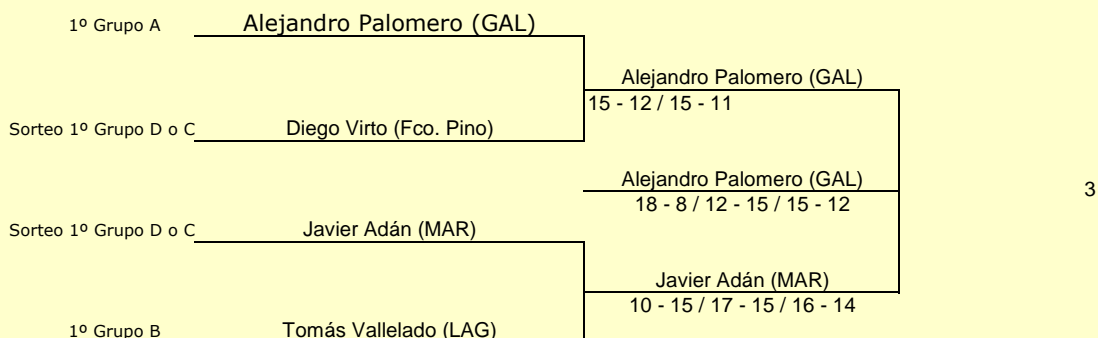 1º Grupo A Alejandro Palomero (GAL)
Alejandro Palomero (GAL)
15 - 12 / 15 - 11
Sorteo 1º Grupo D o C Diego Virto (Fco. Pino)
Alejandro Palomero (GAL)
3
18 - 8 / 12 - 15 / 15 - 12
Sorteo 1º Grupo D o C Javier Adán (MAR)
Javier Adán (MAR)
10 - 15 / 17 - 15 / 16 - 14
1º Grupo B Tomás Vallelado (LAG)